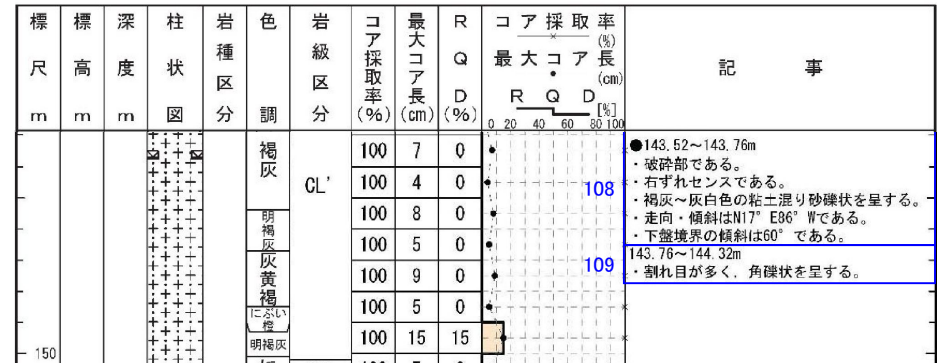 標尺m
標高m
深度m
柱状図
岩種区分
色調
岩級区分
コア採取率(%)
最大コア長(cm)
RQD(%)
コア採取率(%)
最大コア長(cm)
RQD[%]
0 20 40 60 80 100
記事
褐灰
明褐灰
灰黄褐
にぶい橙
明褐灰
CL'
100 7 0
100 4 0
100 8 0
100 5 0
100 9 0
100 5 0
100 15 15
150
108
●143.52~143.76m
・破砕部である。
・右ずれセンスである。
・褐灰~灰白色の粘土混り砂礫状を呈する。
・走向・傾斜はN17°E86°Wである。
・下盤境界の傾斜は60°である。
109
143.76~144.32m
・割れ目が多く、角礫状を呈する。